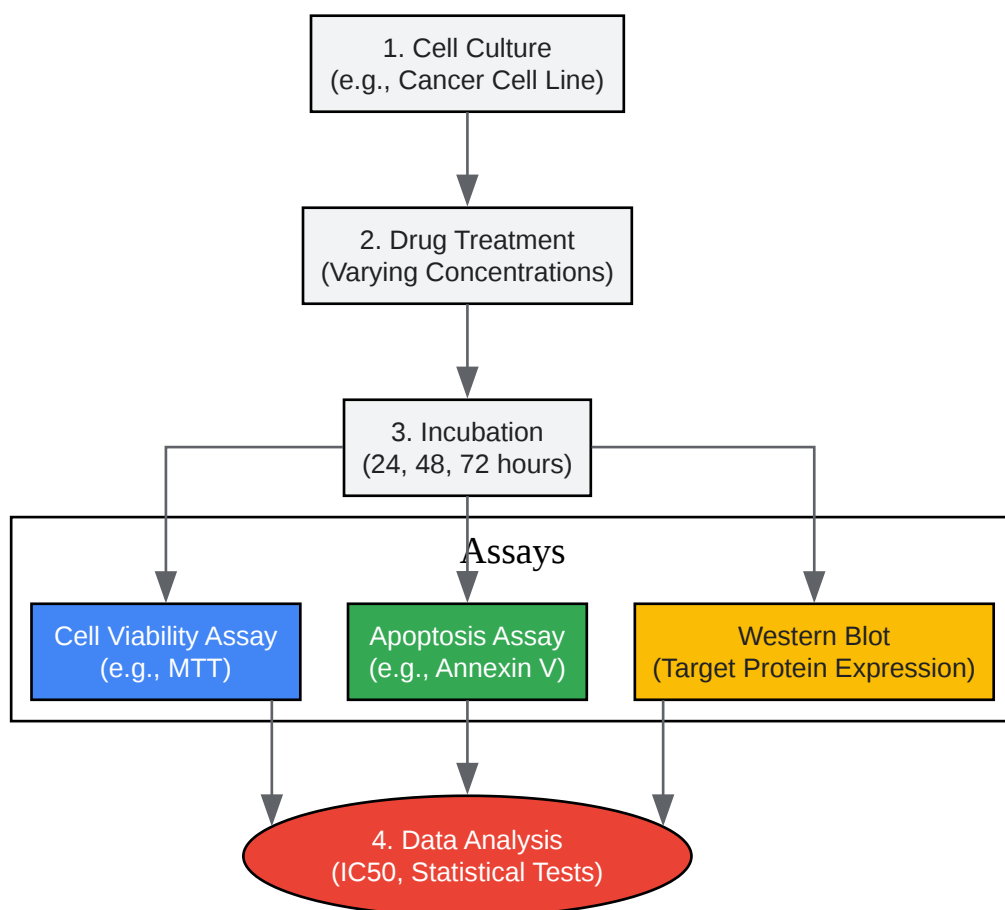 1. Cell Culture
(e.g., Cancer Cell Line)
2. Drug Treatment
(Varying Concentrations)
3. Incubation
(24, 48, 72 hours)
Assays
Cell Viability Assay
(e.g., MTT)
Apoptosis Assay
(e.g., Annexin V)
Western Blot
(Target Protein Expression)
4. Data Analysis
(IC50, Statistical Tests)